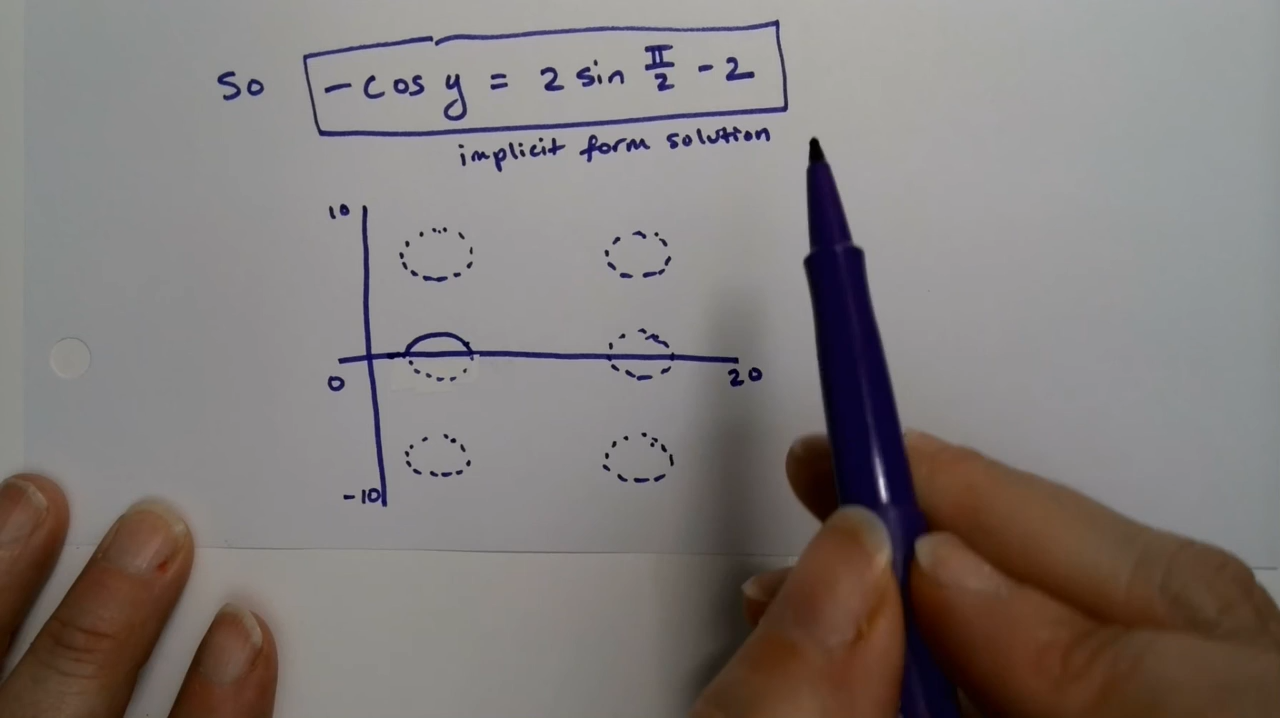 So -cos y = 2 sin π/2 - 2
implicit form solution
10
0
20
-10